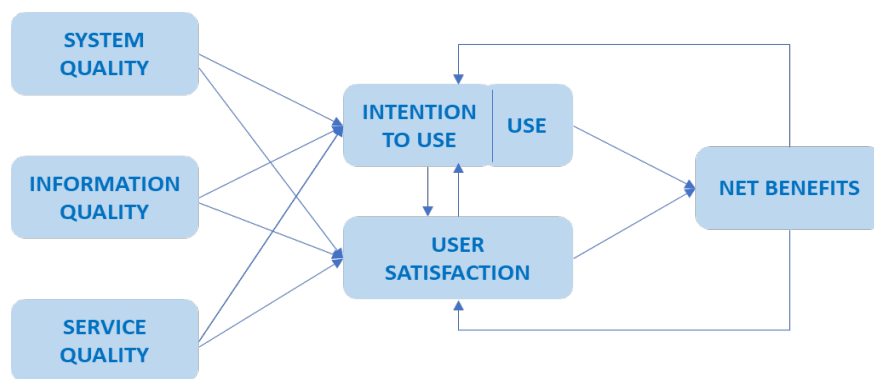 SYSTEM
QUALITY
INTENTION
TO USE
USE
INFORMATION
QUALITY
NET BENEFITS
USER
SATISFACTION
SERVICE
QUALITY